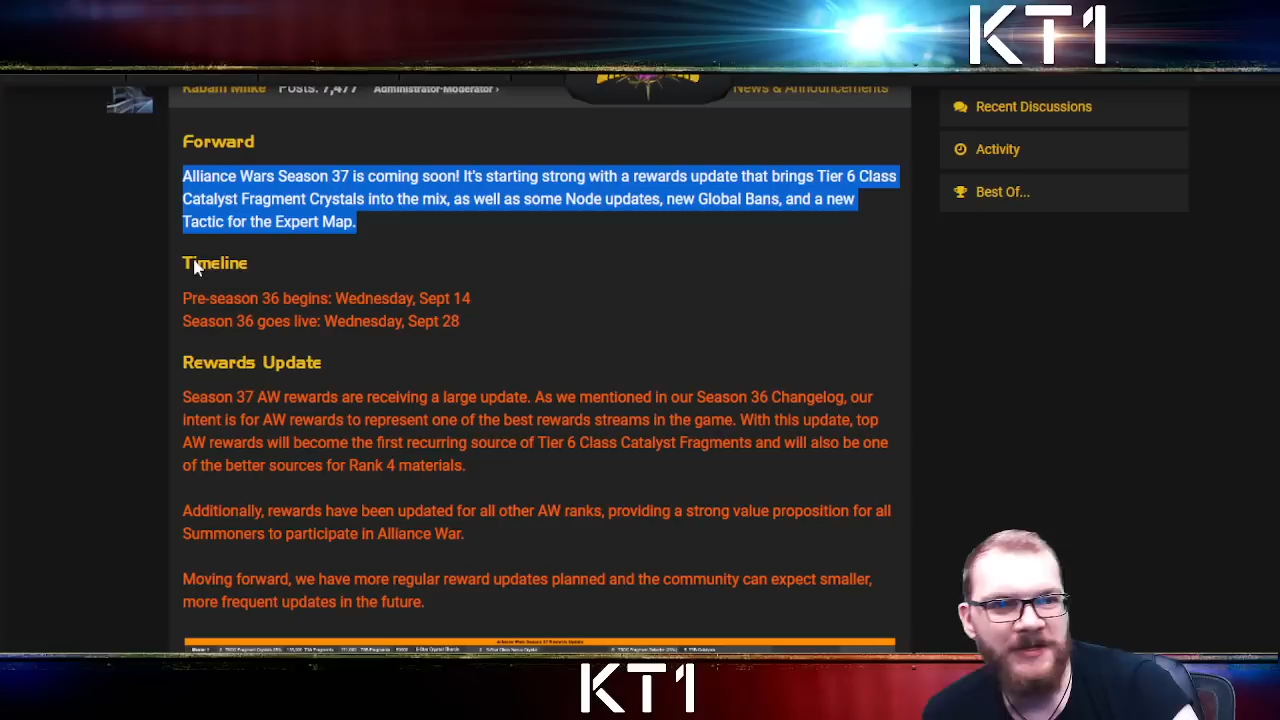 KT1
Kabam Miike Posts: 7,477 Administrator-Moderator ›
News & Announcements
Recent Discussions
Activity
Best Of...
Forward
Alliance Wars Season 37 is coming soon! It's starting strong with a rewards update that brings Tier 6 Class
Catalyst Fragment Crystals into the mix, as well as some Node updates, new Global Bans, and a new
Tactic for the Expert Map.
Timeline
Pre-season 36 begins: Wednesday, Sept 14
Season 36 goes live: Wednesday, Sept 28
Rewards Update
Season 37 AW rewards are receiving a large update. As we mentioned in our Season 36 Changelog, our
intent is for AW rewards to represent one of the best rewards streams in the game. With this update, top
AW rewards will become the first recurring source of Tier 6 Class Catalyst Fragments and will also be one
of the better sources for Rank 4 materials.
Additionally, rewards have been updated for all other AW ranks, providing a strong value proposition for all
Summoners to participate in Alliance War.
Moving forward, we have more regular reward updates planned and the community can expect smaller,
more frequent updates in the future.
Alliance Wars Season 37 Rewards Update
KT1